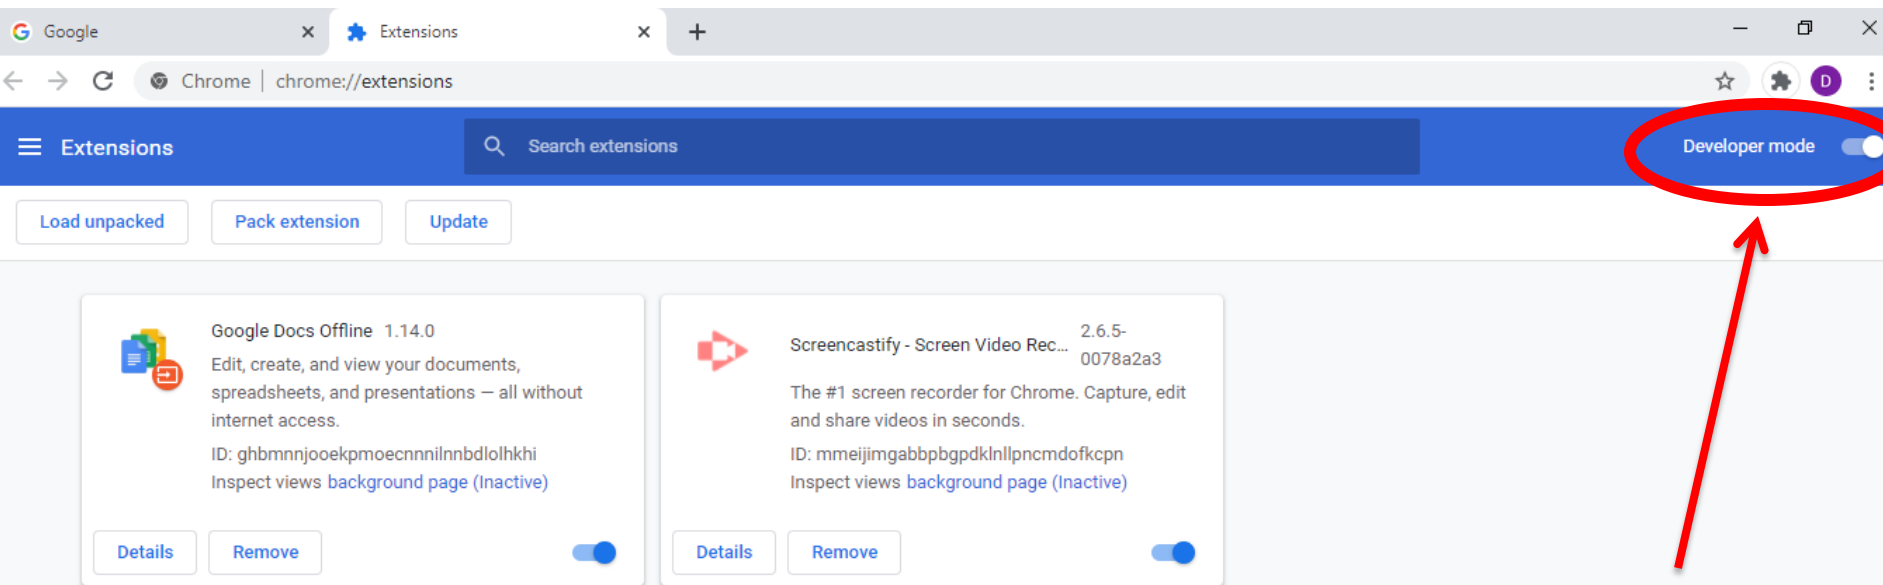 Google
Extensions
Chrome | chrome://extensions
D
Extensions
Search extensions
Developer mode
Load unpacked
Pack extension
Update
Google Docs Offline 1.14.0
Edit, create, and view your documents,
spreadsheets, and presentations — all without
internet access.
ID: ghbmnnjooekpmoecnnnilnnbdlolhkhi
Inspect views background page (Inactive)
Details
Remove
Screencastify - Screen Video Rec...
2.6.5-
0078a2a3
The #1 screen recorder for Chrome. Capture, edit
and share videos in seconds.
ID: mmeijimgabbpbgpdklnllpncmdofkcpn
Inspect views background page (Inactive)
Details
Remove